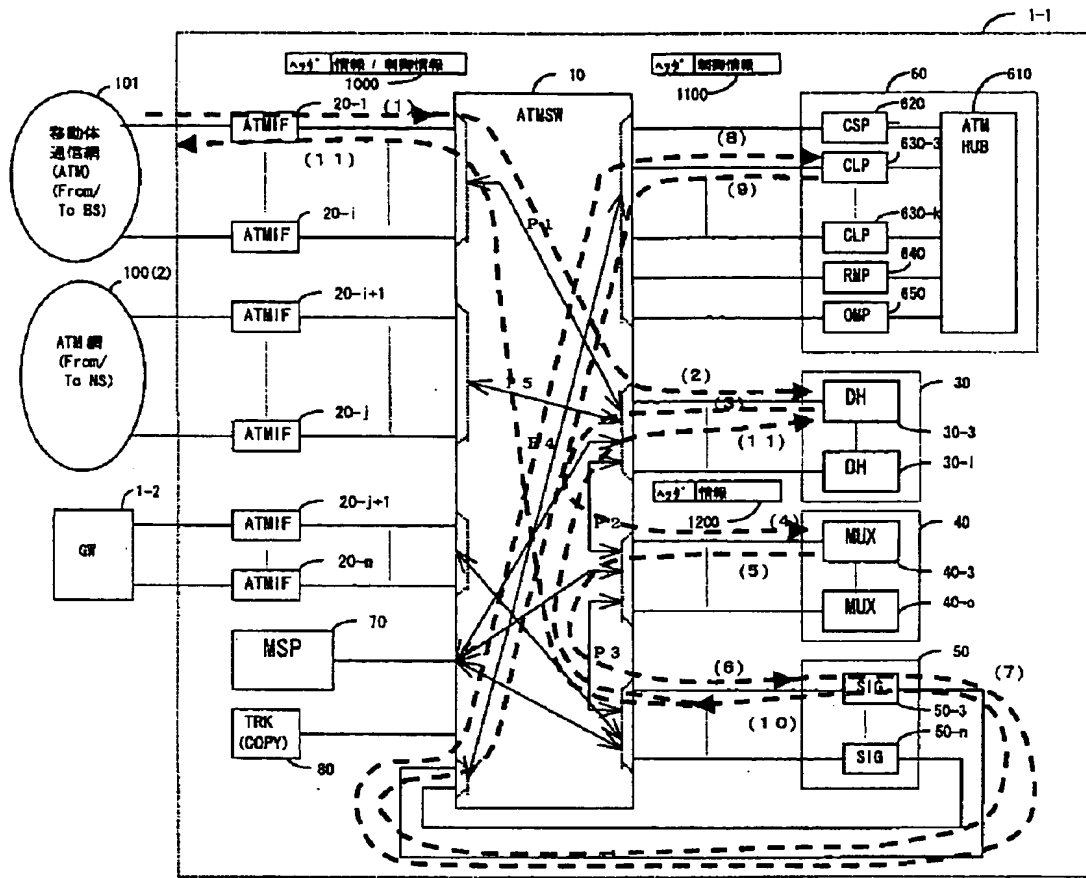 1-1
ヘッダ 情報 / 制御情報
1000
10
ヘッダ 制御情報
1100
60
610
101
移動体
通信網
(ATM)
(From/
To BS)
20-1
(1)
ATMIF
(11)
20-i
ATMIF
ATMSW
(8)
(9)
620
CSP
ATM
HUB
630-3
CLP
630-k
CLP
640
RMP
650
OMP
P1
100(2)
ATM網
(From/
To NS)
20-i+1
ATMIF
20-j
ATMIF
P5
P4
(2)
(3)
(11)
30
DH
30-3
DH
30-l
1-2
GW
20-j+1
ATMIF
20-m
ATMIF
ヘッダ 情報
1200
P2
(4)
(5)
40
MUX
40-3
MUX
40-o
70
MSP
P3
(6)
50
(7)
SIG
50-3
(10)
50-n
SIG
TRK
(COPY)
80